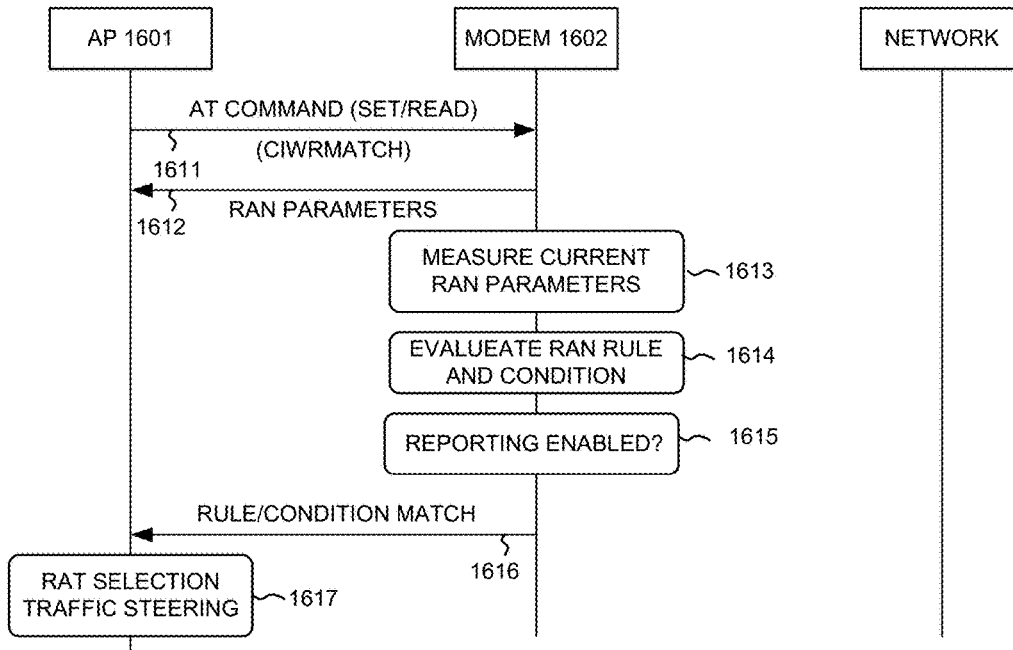 AP 1601
MODEM 1602
NETWORK
AT COMMAND (SET/READ)
(CIWRMATCH)
1611
RAN PARAMETERS
1612
MEASURE CURRENT
RAN PARAMETERS
1613
EVALUEATE RAN RULE
AND CONDITION
1614
REPORTING ENABLED?
1615
RULE/CONDITION MATCH
1616
RAT SELECTION
TRAFFIC STEERING
1617